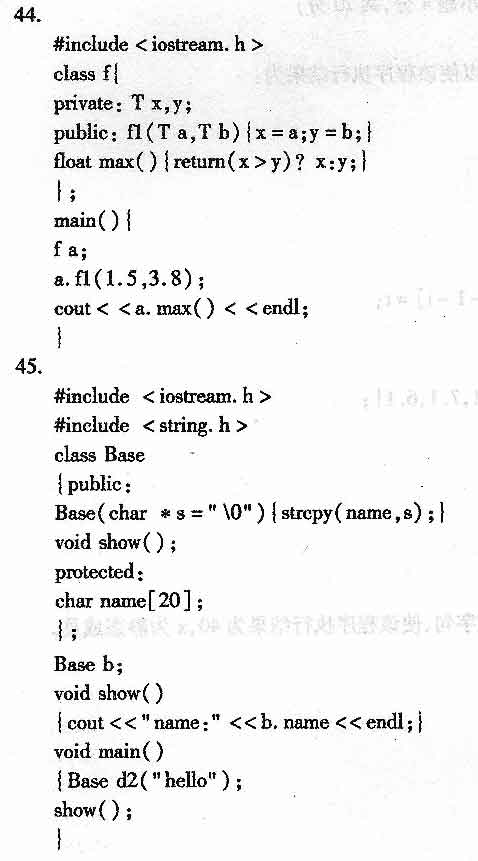 44.
#include < iostream. h >
class f{
private: T x,y;
public: f1(T a,T b){x=a;y=b;}
float max(){return(x>y)? x:y;}
};
main(){
f a;
a. f1(1.5,3.8);
cout< <a. max() < <endl;
}
45.
#include < iostream. h >
#include < string. h >
class Base
{public:
Base(char *s=" \0"){strcpy(name,s);}
void show();
protected:
char name[20];
};
Base b;
void show()
{cout<<"name:" <<b. name<<endl;}
void main()
{Base d2("hello");
show();
}